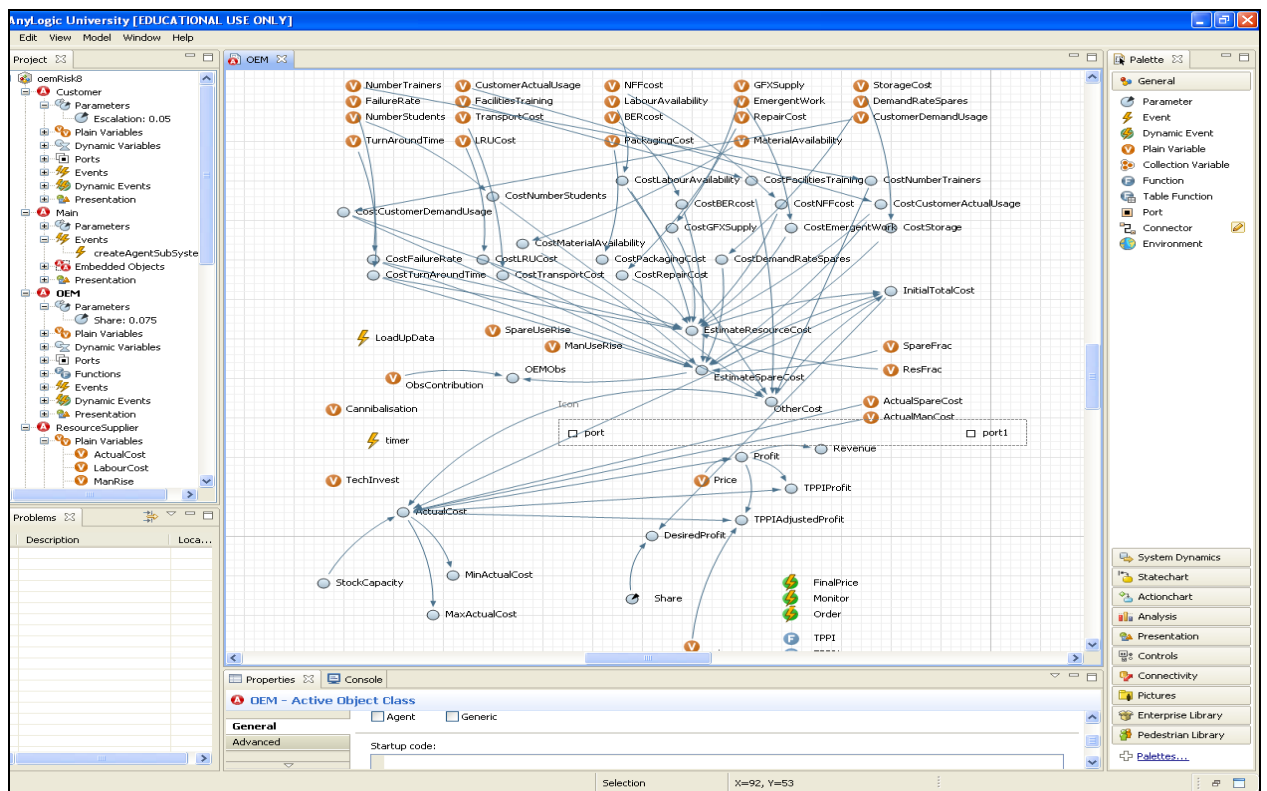 AnyLogic University [EDUCATIONAL USE ONLY]
Edit View Model Window Help
Project
oemRisk8
Customer
Parameters
Escalation: 0.05
Plain Variables
Dynamic Variables
Ports
Events
Dynamic Events
Presentation
Main
Parameters
Events
createAgentSubSyste
Embedded Objects
Presentation
OEM
Parameters
Share: 0.075
Plain Variables
Dynamic Variables
Ports
Functions
Events
Dynamic Events
Presentation
ResourceSupplier
Plain Variables
ActualCost
LabourCost
ManRise
Problems
Description Loca...
OEM
NumberTrainers CustomerActualUsage NFFcost GFXSupply StorageCost
FailureRate FacilitiesTraining LabourAvailability EmergentWork DemandRateSpares
NumberStudents TransportCost BERcost RepairCost CustomerDemandUsage
TurnAroundTime LRUCost PackagingCost MaterialAvailability
CostLabourAvailability CostFacilitiesTraining CostNumberTrainers
CostNumberStudents
CostBERcost CostNFFcost CostCustomerActualUsage
CostCustomerDemandUsage
CostGFXSupply CostEmergentWork CostStorage
CostMaterialAvailability
CostFailureRate CostLRUCost CostPackagingCost CostDemandRateSpares
CostTurnAroundTime CostTransportCost CostRepairCost
InitialTotalCost
SpareUseRise EstimateResourceCost
LoadUpData
ManUseRise SpareFrac
OEMObs ResFrac
EstimateSpareCost
ObsContribution
ActualSpareCost
Icon
Cannibalisation OtherCost
ActualManCost
port port1
timer
Revenue
Profit
TechInvest Price
TPPIProfit
ActualCost
TPPIAdjustedProfit
DesiredProfit
MinActualCost
StockCapacity FinalPrice
Share Monitor
MaxActualCost Order
TPPI
Properties Console
OEM - Active Object Class
General
Agent Generic
Advanced
Startup code:
Palette
General
Parameter
Event
Dynamic Event
Plain Variable
Collection Variable
Function
Table Function
Port
Connector
Environment
System Dynamics
Statechart
Actionchart
Analysis
Presentation
Controls
Connectivity
Pictures
Enterprise Library
Pedestrian Library
Palettes...
Selection X=92, Y=53